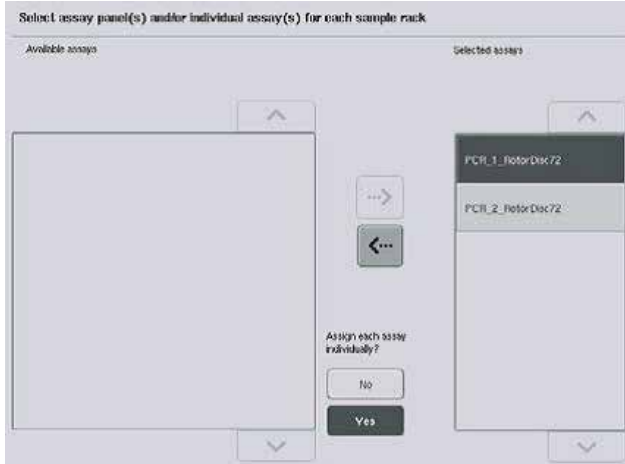 Select assay panel(s) and/or individual assay(s) for each sample rack
Available assays
Selected assays
PCR_1_RotorDisc72
PCR_2_RotorDisc72
Assign each assay
individually?
No
Yes